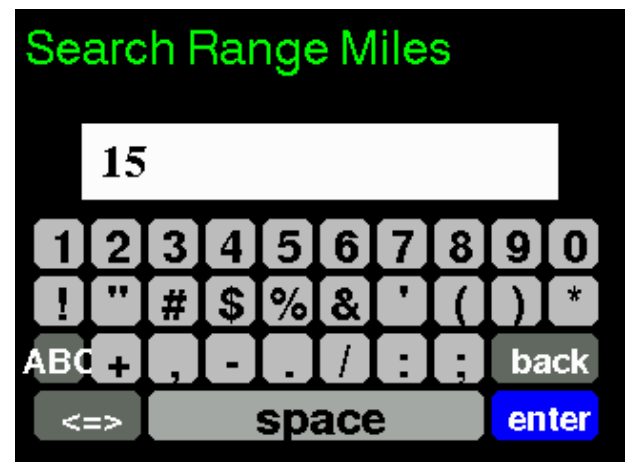 Search Range Miles
15
1 2 3 4 5 6 7 8 9 0
! " # $ % & ' ( ) *
ABC + , - . / : ; back
<=> space enter